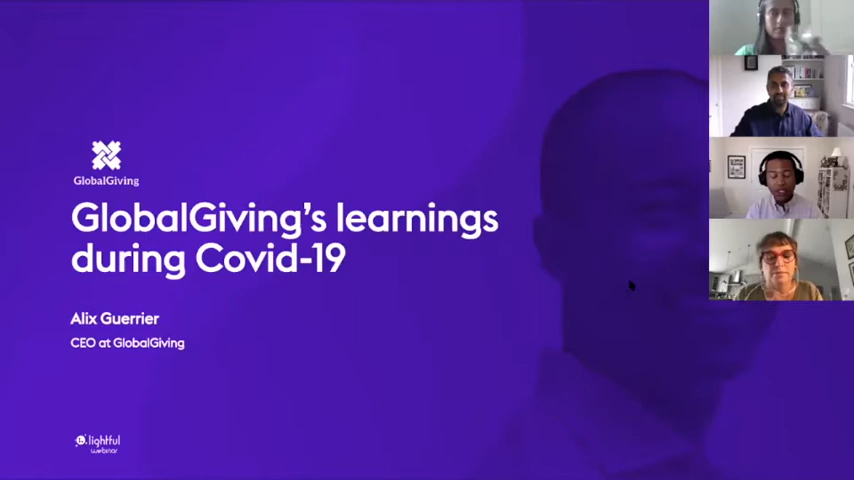 GlobalGiving
GlobalGiving's learnings
during Covid-19
Alix Guerrier
CEO at GlobalGiving
lightful
webinar